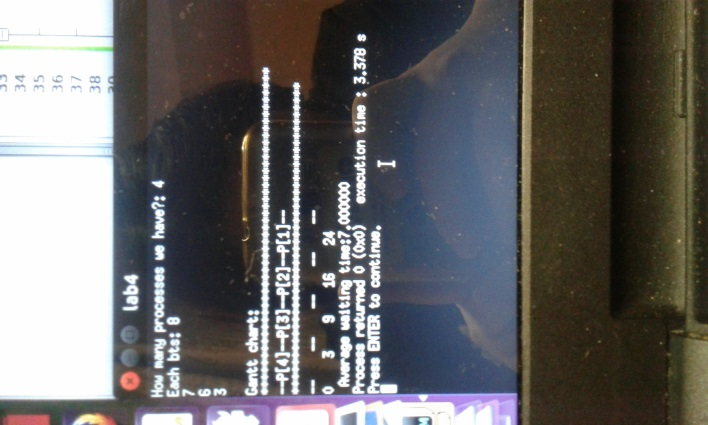 33
34
35
36
37
38
lab4
How many processes we have?: 4
Each bts: 8
7
6
3
Gantt chart:
--P[4]--P[3]--P[2]--P[1]--
-- -- -- -- --
0 3 9 16 24
Average waiting time:7.000000
Process returned 0 (0x0) execution time : 3.378 s
Press ENTER to continue.